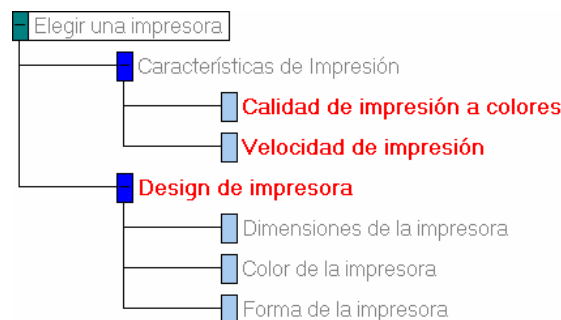 Elegir una impresora
Características de Impresión
Calidad de impresión a colores
Velocidad de impresión
Design de impresora
Dimensiones de la impresora
Color de la impresora
Forma de la impresora